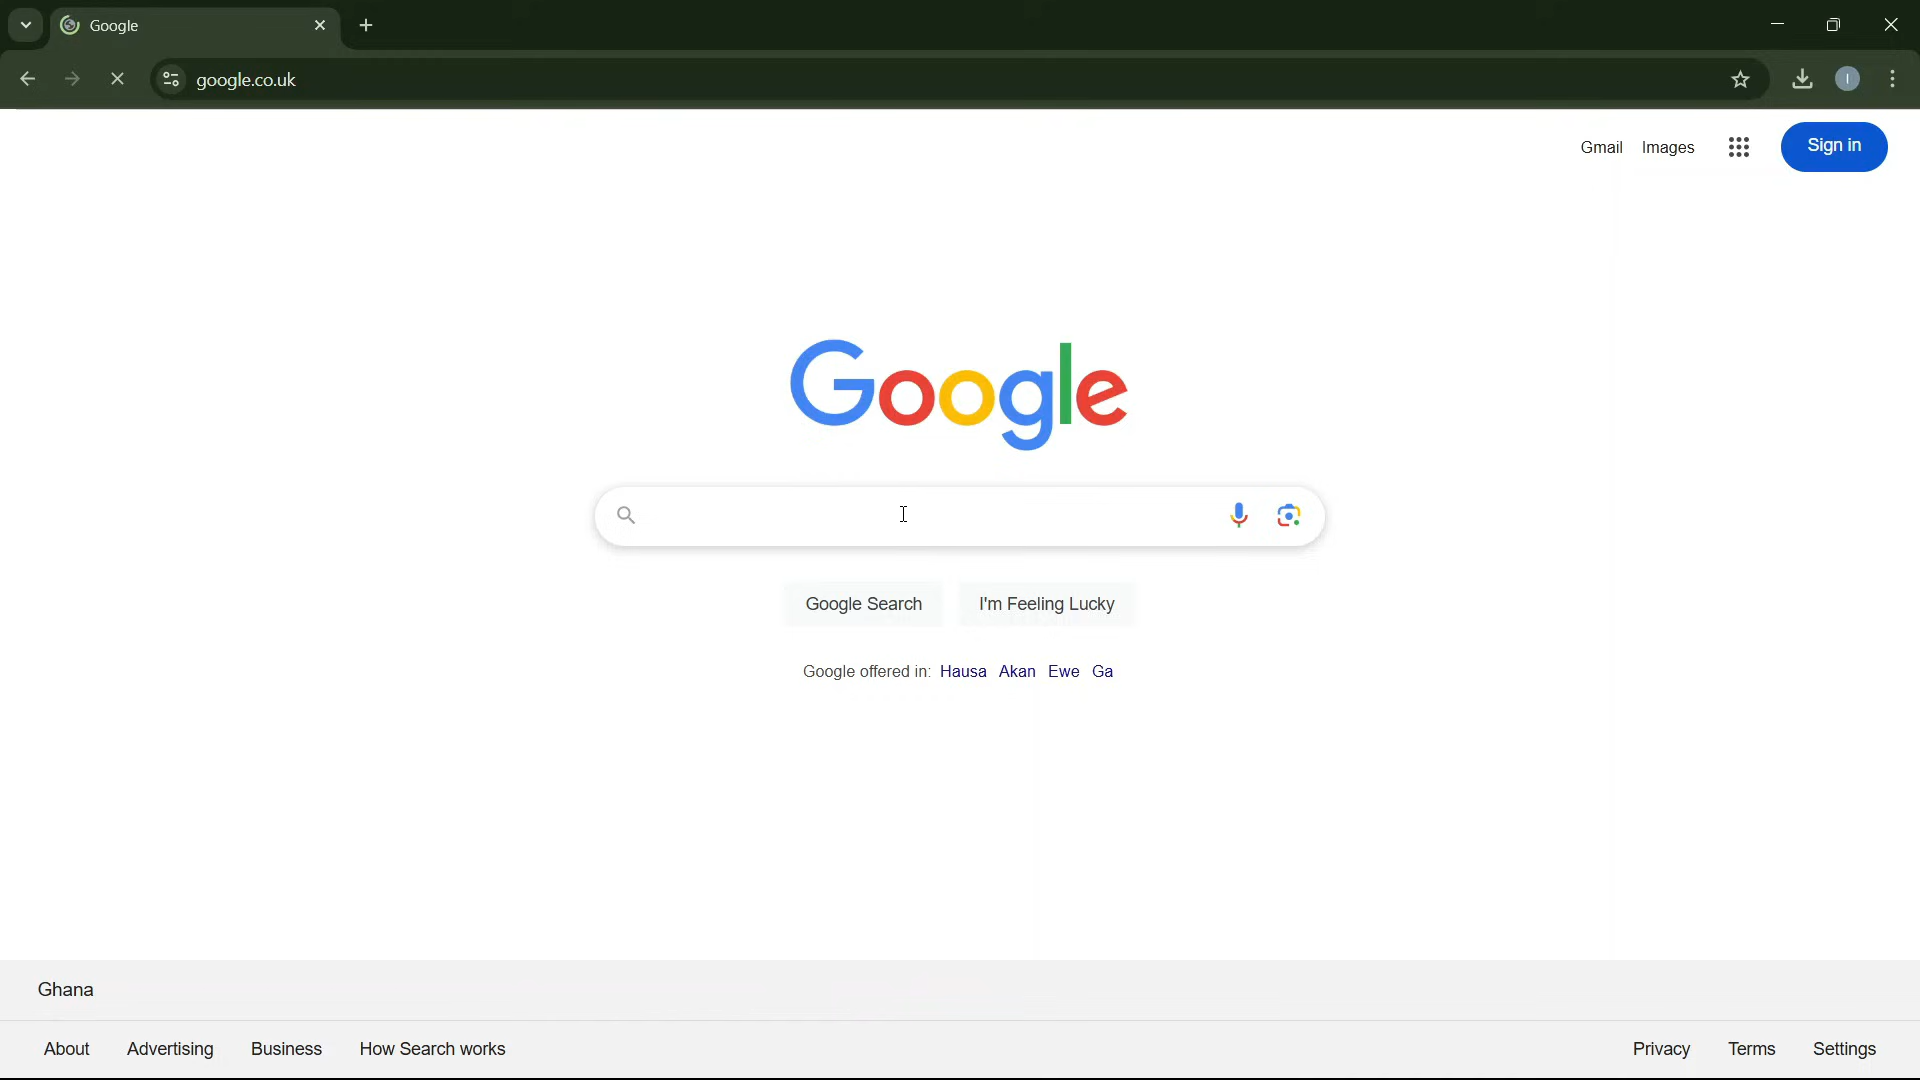 Google
google.co.uk
I
Gmail Images
Sign in
Google
Google Search I'm Feeling Lucky
Google offered in: Hausa Akan Ewe Ga
Ghana
About Advertising Business How Search works
Privacy Terms Settings